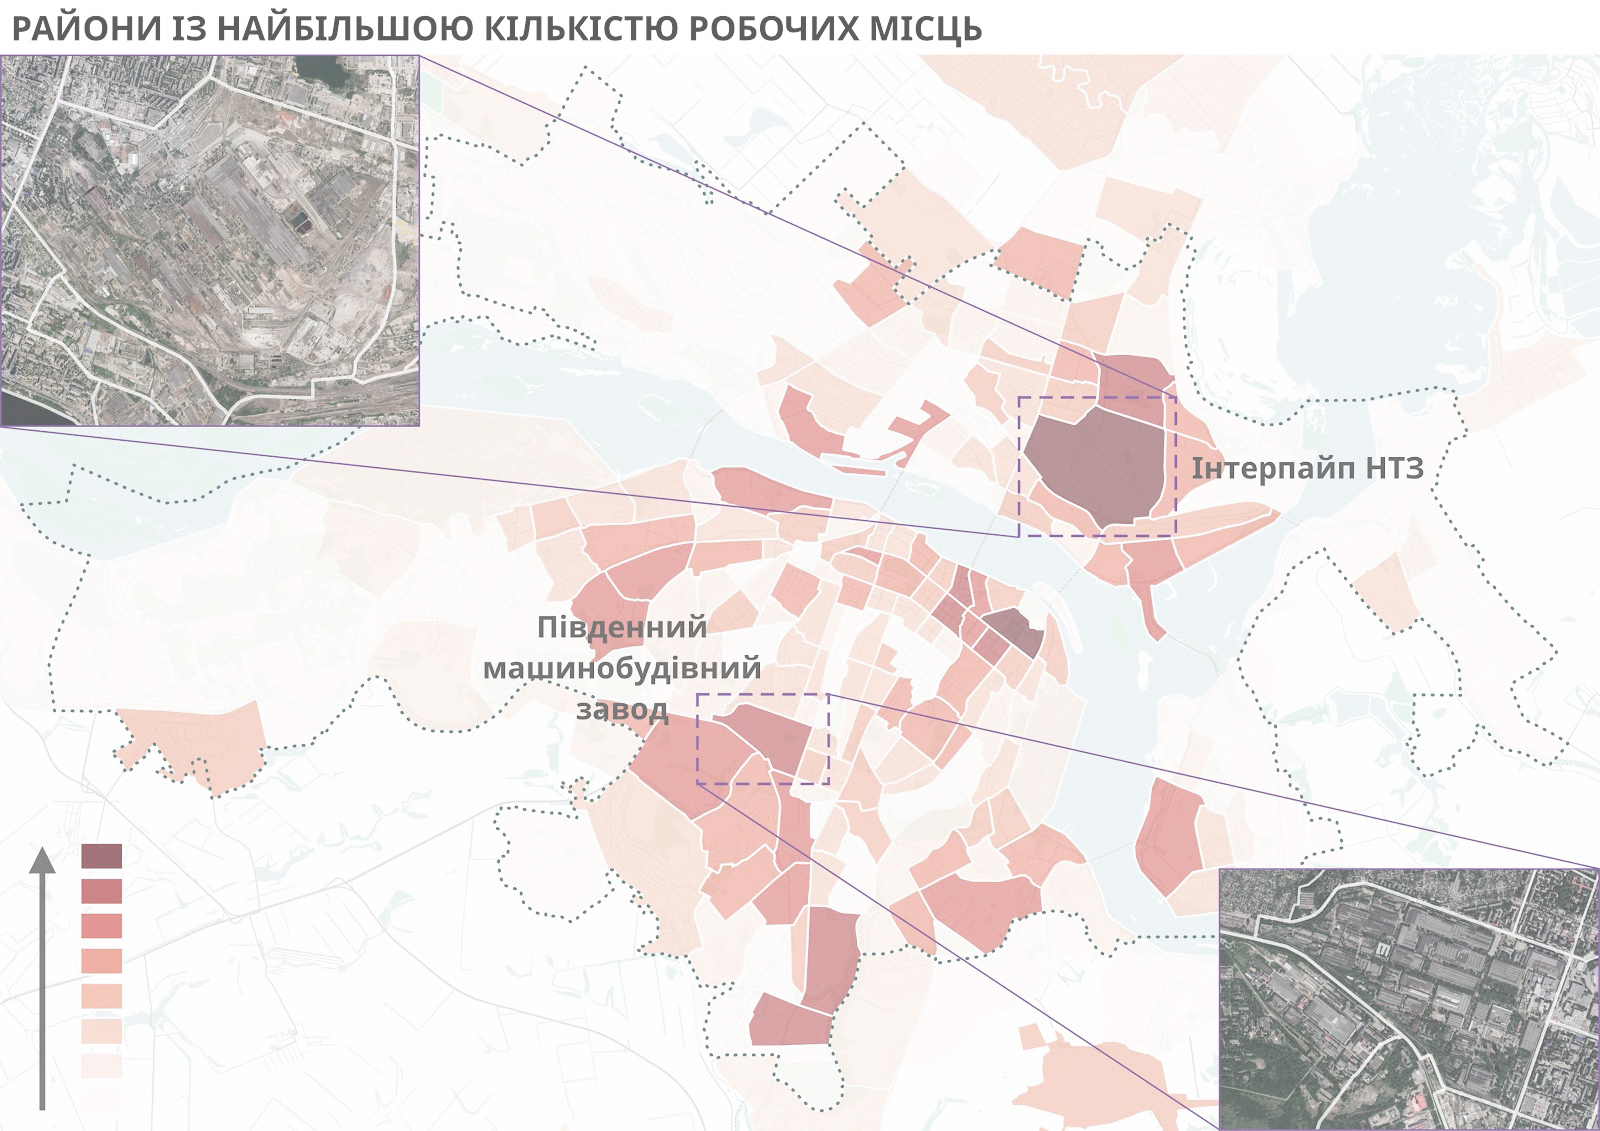 РАЙОНИ ІЗ НАЙБІЛЬШОЮ КІЛЬКІСТЮ РОБОЧИХ МІСЦЬ
Інтерпайп НТЗ
Південний
машинобудівний
завод